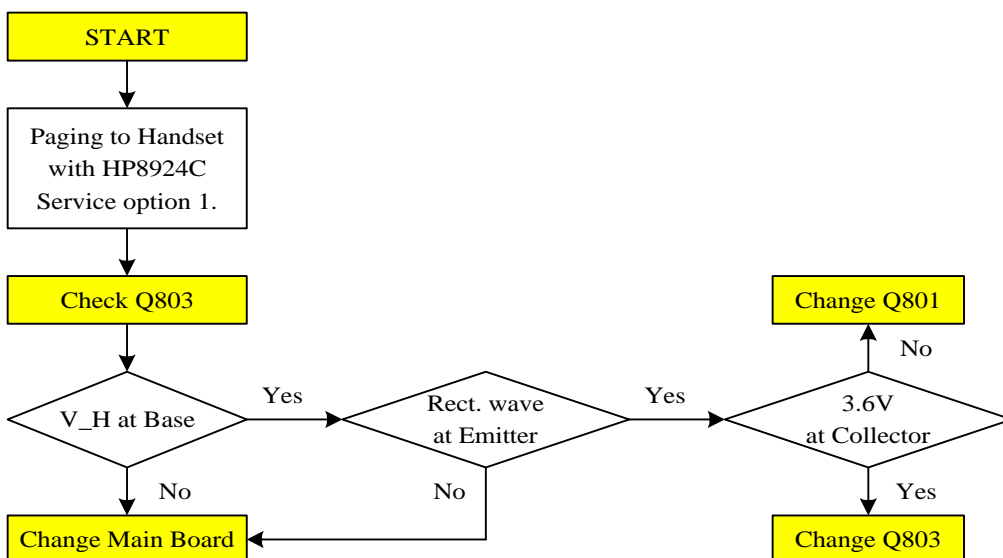 START
Paging to Handset
with HP8924C
Service option 1.
Check Q803
Change Q801
No
V_H at Base
Yes
Rect. wave
at Emitter
Yes
3.6V
at Collector
No
No
Yes
Change Main Board
Change Q803